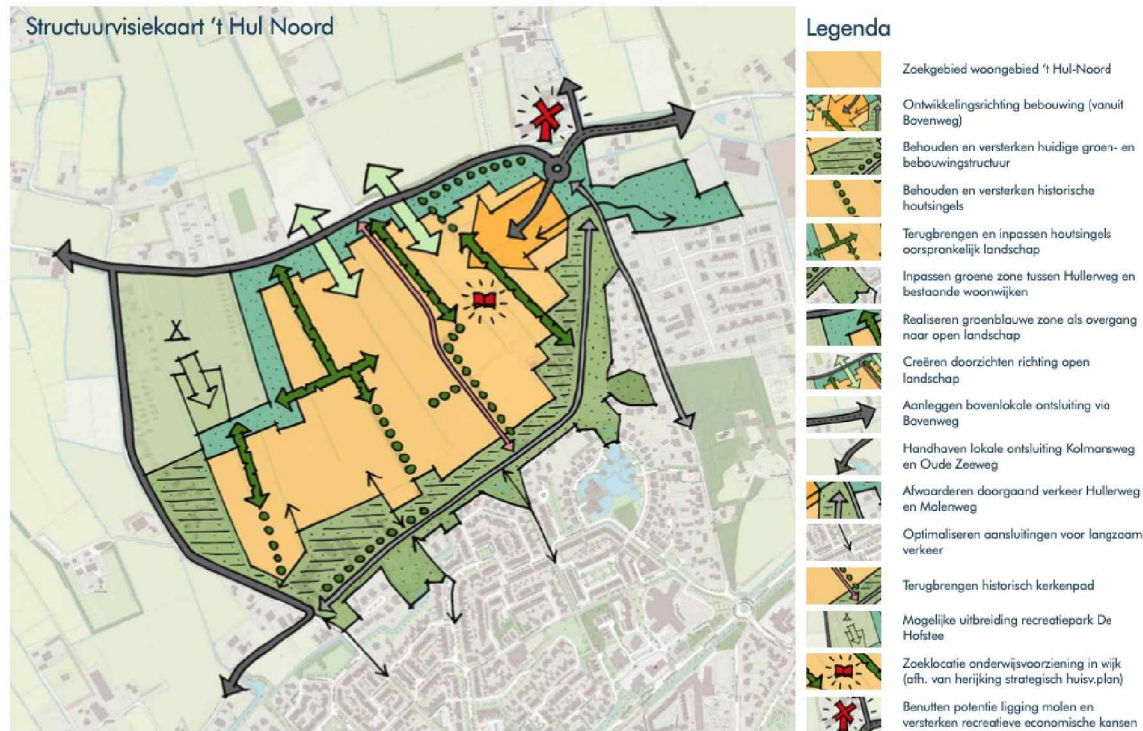 Structuurvisiekaart 't Hul Noord
Legenda
Zoekgebied woongebied 't Hul-Noord
Ontwikkelingsrichting bebouwing (vanuit
Bovenweg)
Behouden en versterken huidige groen- en
bebouwingstructuur
Behouden en versterken historische
houtsingels
Terugbrengen en inpassen houtsingels
oorspronkelijk landschap
Inpassen groene zone tussen Hullerweg en
bestaande woonwijken
Realiseren groenblauwe zone als overgang
naar open landschap
Creëren doorzichten richting open
landschap
Aanleggen bovenlokale ontsluiting via
Bovenweg
Handhaven lokale ontsluiting Kolmansweg
en Oude Zeeweg
Afwaarderen doorgaand verkeer Hullerweg
en Molenweg
Optimaliseren aansluitingen voor langzaam
verkeer
Terugbrengen historisch kerkenpad
Mogelijke uitbreiding recreatiepark De
Hofstee
Zoeklocatie onderwijsvoorziening in wijk
(afh. van herijking strategisch huisv.plan)
Benutten potentie ligging molen en
versterken recreatieve economische kansen